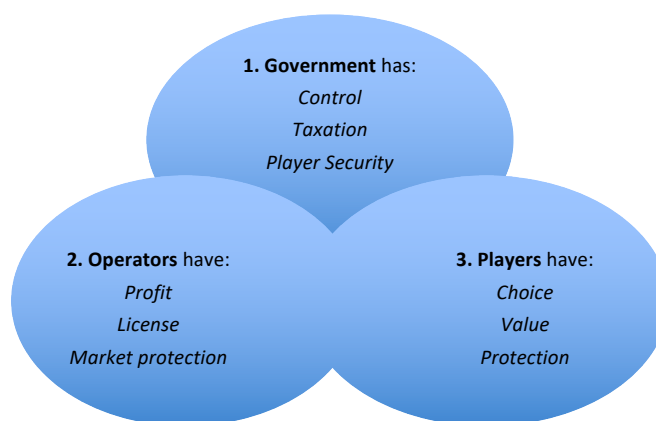 1. Government has:
Control
Taxation
Player Security
2. Operators have:
Profit
License
Market protection
3. Players have:
Choice
Value
Protection